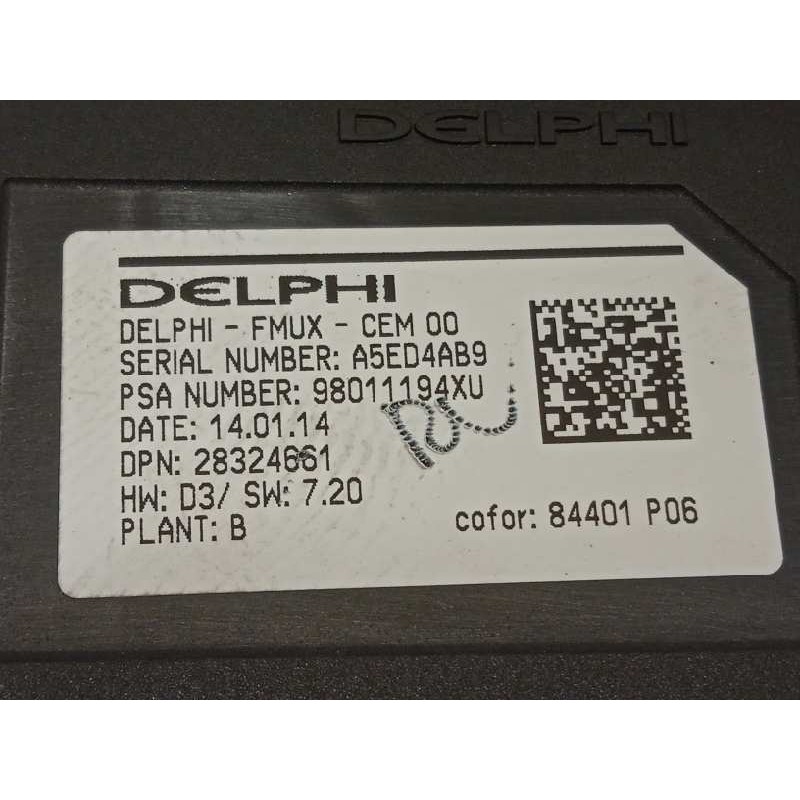 DELPHI
DELPHI
DELPHI - FMUX - CEM 00
SERIAL NUMBER: A5ED4AB9
PSA NUMBER: 98011194XU
DATE: 14.01.14
DPN: 28324661
HW: D3/ SW: 7.20
PLANT: B
cofor: 84401 P06